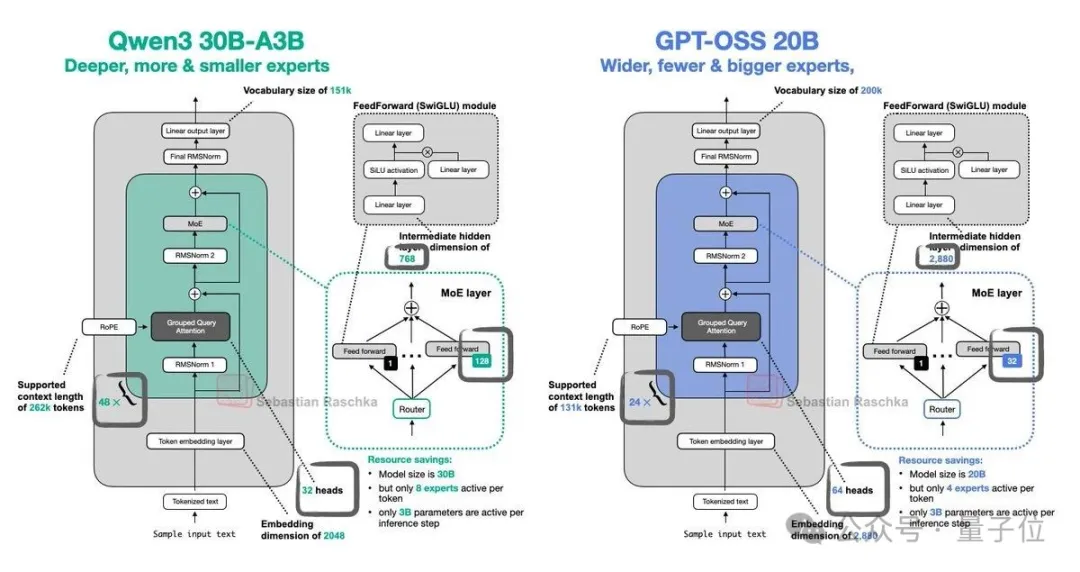 Qwen3 30B-A3B
Deeper, more & smaller experts
Vocabulary size of 151k
FeedForward (SwiGLU) module
Linear output layer
Linear layer
Final RMSNorm
SiLU activation
Linear layer
Linear layer
MoE
Intermediate hidden
layer dimension of
768
RMSNorm 2
MoE layer
RoPE
Grouped Query
Attention
Feed forward
1
Feed forward
128
RMSNorm 1
Supported
context length
of 262k tokens
48 ×
Sebastian Raschka
Router
Token embedding layer
Resource savings:
• Model size is 30B
• but only 8 experts active per
token
• only 3B parameters are active per
inference step
32 heads
Tokenized text
Embedding
dimension of 2048
Sample input text
GPT-OSS 20B
Wider, fewer & bigger experts,
Vocabulary size of 200k
FeedForward (SwiGLU) module
Linear output layer
Linear layer
Final RMSNorm
SiLU activation
Linear layer
Linear layer
MoE
Intermediate hidden
layer dimension of
2,880
RMSNorm 2
MoE layer
RoPE
Grouped Query
Attention
Feed forward
1
Feed forward
32
RMSNorm 1
Supported
context length
of 131k tokens
24 ×
Sebastian Raschka
Router
Token embedding layer
Resource savings:
• Model size is 20B
• but only 4 experts active per
token
• only 3B parameters are active per
inference step
64 heads
Tokenized text
Embedding
dimension of 2,880
Sample input text
公众号 · 量子位